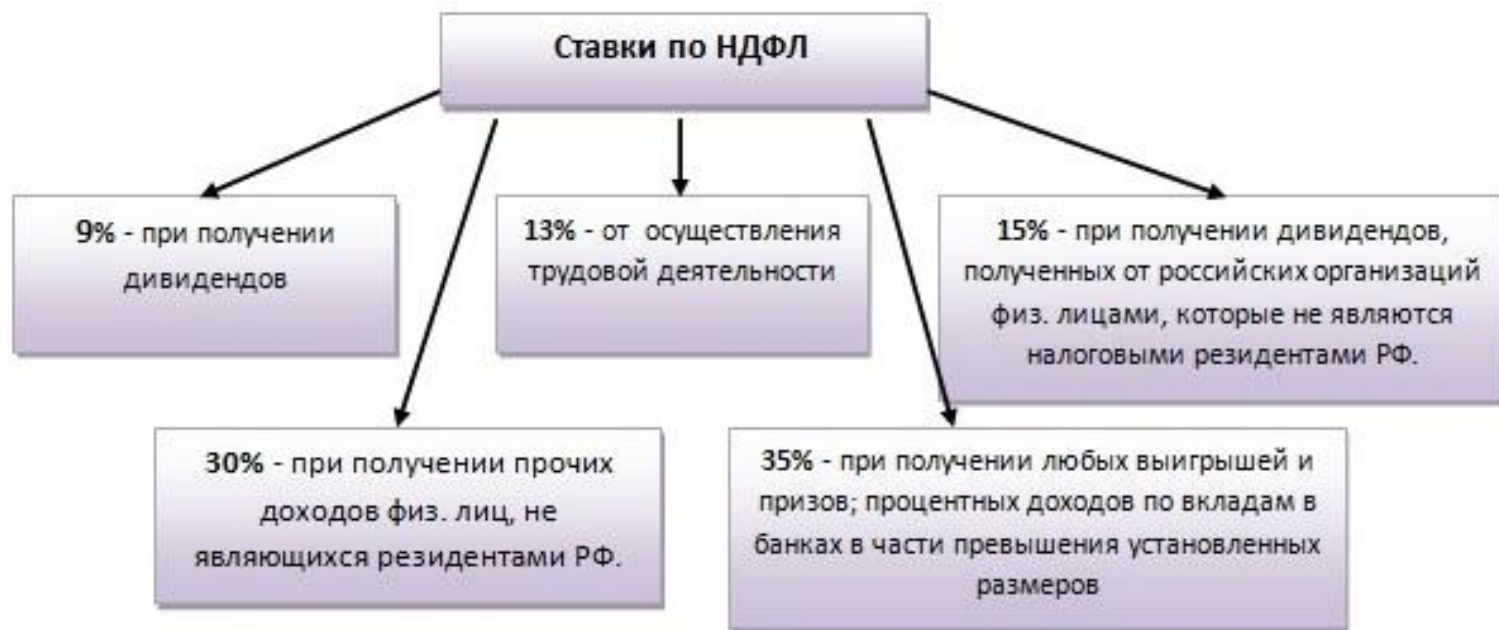 Ставки по НДФЛ
9% - при получении
дивидендов
13% - от осуществления
трудовой деятельности
15% - при получении дивидендов,
полученных от российских организаций
физ. лицами, которые не являются
налоговыми резидентами РФ.
30% - при получении прочих
доходов физ. лиц, не
являющихся резидентами РФ.
35% - при получении любых выигрышей и
призов; процентных доходов по вкладам в
банках в части превышения установленных
размеров